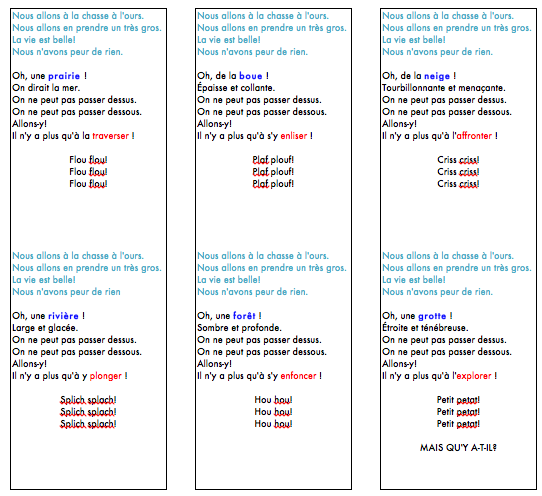 Nous allons à la chasse à l'ours.
Nous allons en prendre un très gros.
La vie est belle!
Nous n'avons peur de rien.
Oh, une prairie !
On dirait la mer.
On ne peut pas passer dessus.
On ne peut pas passer dessous.
Allons-y!
Il n'y a plus qu'à la traverser !
Flou flou!
Flou flou!
Flou flou!
Nous allons à la chasse à l'ours.
Nous allons en prendre un très gros.
La vie est belle!
Nous n'avons peur de rien
Oh, une rivière !
Large et glacée.
On ne peut pas passer dessus.
On ne peut pas passer dessous.
Allons-y!
Il n'y a plus qu'à y plonger !
Splich splach!
Splich splach!
Splich splach!
Nous allons à la chasse à l'ours.
Nous allons en prendre un très gros.
La vie est belle!
Nous n'avons peur de rien.
Oh, de la boue !
Épaisse et collante.
On ne peut pas passer dessus.
On ne peut pas passer dessous.
Allons-y!
Il n'y a plus qu'à s'y enliser !
Plaf plouf!
Plaf plouf!
Plaf plouf!
Nous allons à la chasse à l'ours.
Nous allons en prendre un très gros.
La vie est belle!
Nous n'avons peur de rien.
Oh, une forêt !
Sombre et profonde.
On ne peut pas passer dessus.
On ne peut pas passer dessous.
Allons-y!
Il n'y a plus qu'à s'y enfoncer !
Hou hou!
Hou hou!
Hou hou!
Nous allons à la chasse à l'ours.
Nous allons en prendre un très gros.
La vie est belle!
Nous n'avons peur de rien.
Oh, de la neige !
Tourbillonnante et menaçante.
On ne peut pas passer dessus.
On ne peut pas passer dessous.
Allons-y!
Il n'y a plus qu'à l'affronter !
Criss criss!
Criss criss!
Criss criss!
Nous allons à la chasse à l'ours.
Nous allons en prendre un très gros.
La vie est belle!
Nous n'avons peur de rien.
Oh, une grotte !
Étroite et ténébreuse.
On ne peut pas passer dessus.
On ne peut pas passer dessous.
Allons-y!
Il n'y a plus qu'à l'explorer !
Petit petat!
Petit petat!
Petit petat!
MAIS QU'Y A-T-IL?